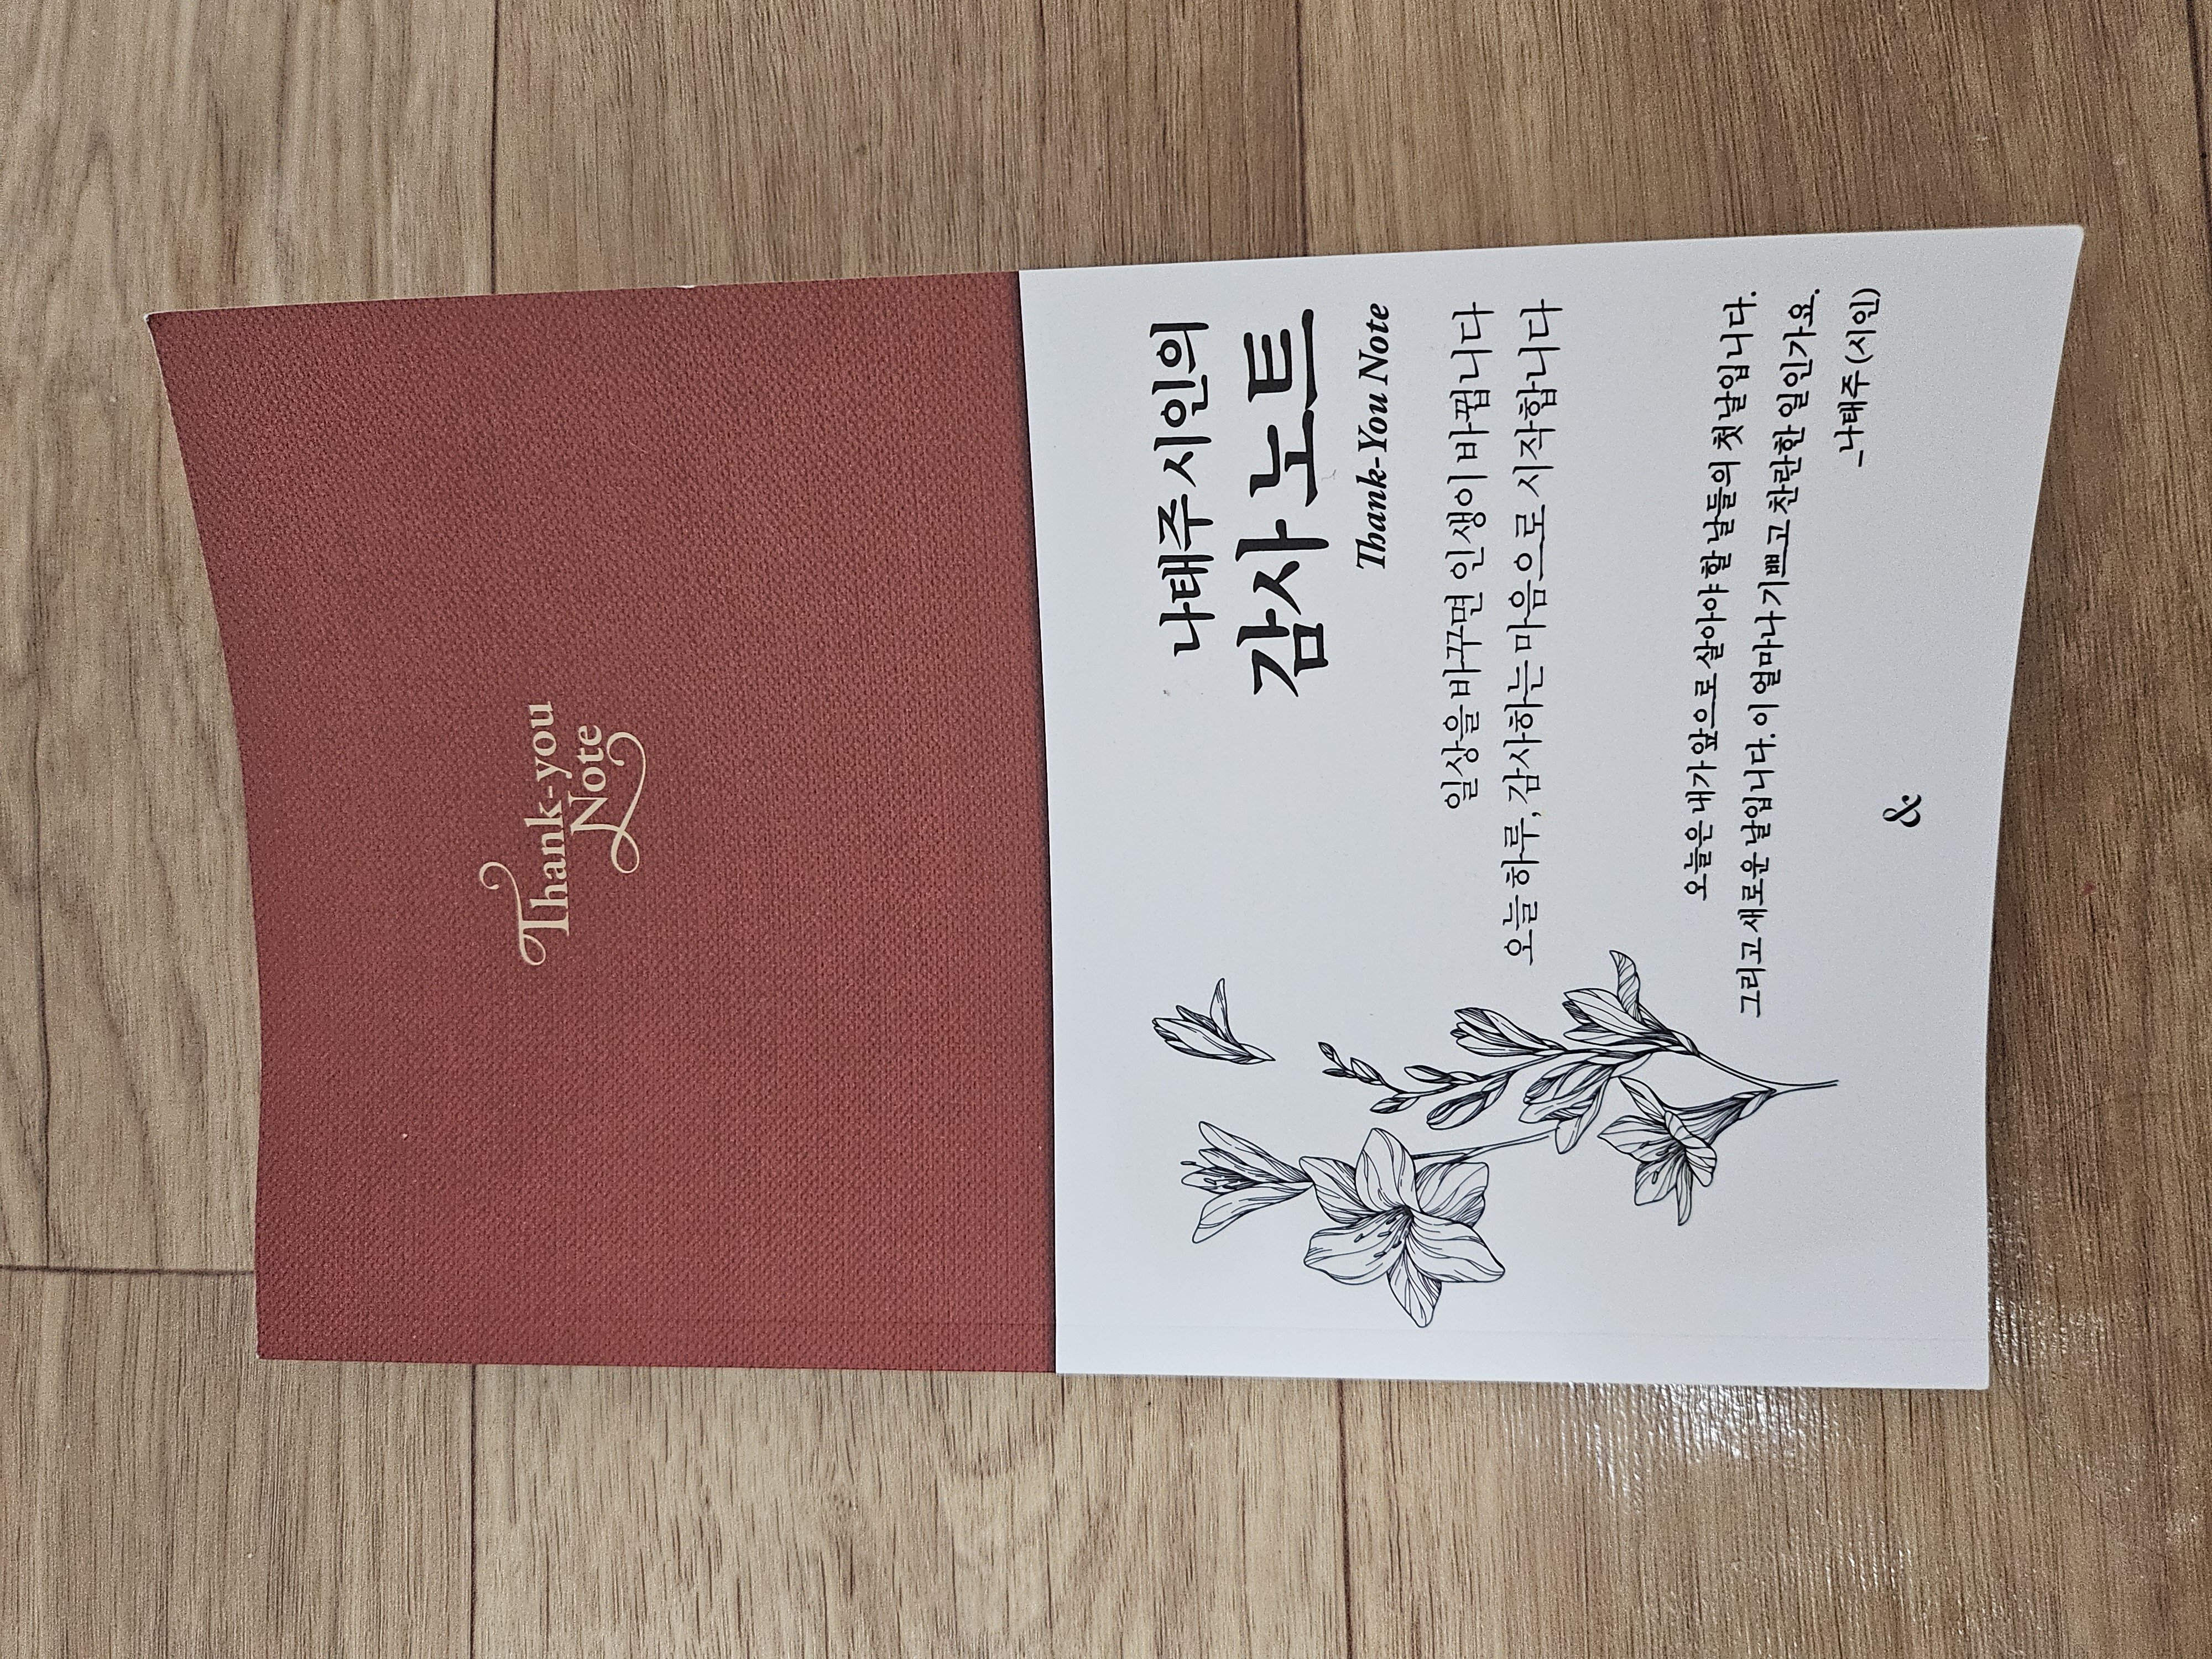 Thank-you
Note
나태주 시인의
감사 노트
Thank-You Note
일상을 바꾸면 인생이 바뀝니다
오늘 하루, 감사하는 마음으로 시작합니다
오늘은 내가 앞으로 살아야 할 날들의 첫날입니다.
그리고 새로운 날입니다. 이 얼마나 기쁘고 찬란한 일인가요.
_나태주 (시인)
&